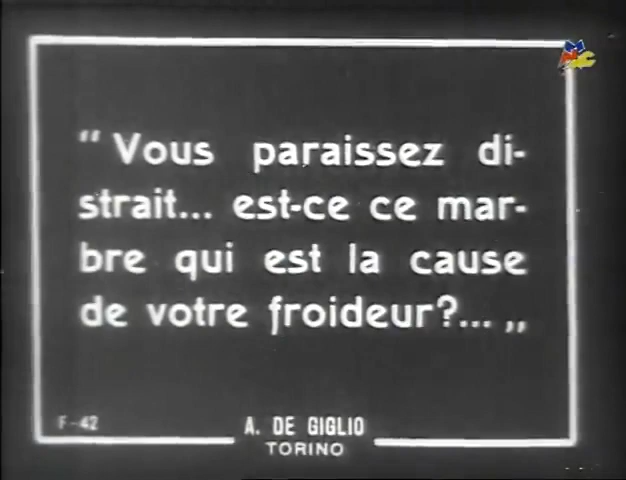 “ Vous paraissez di-
strait... est-ce ce mar-
bre qui est la cause
de votre froideur?... „
F-42
A. DE GIGLIO
TORINO